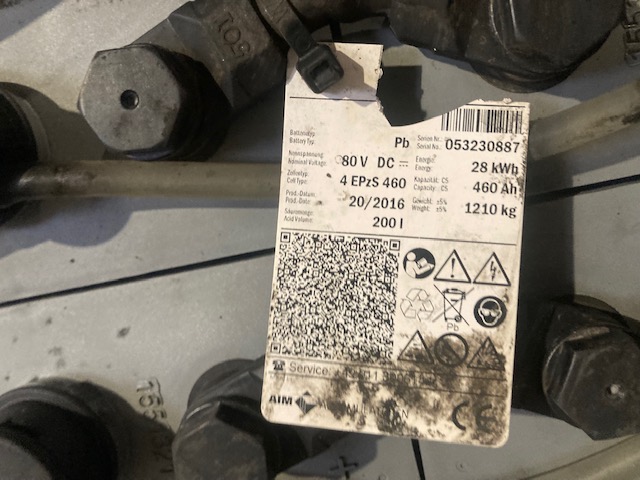 501
Batterietyp:
Battery Typ:
Pb
Serien Nr.:
Serial No.:
053230887
Nennspannung
Nominal Voltage:
80 V DC
Energie:
Energy:
28 kWh
Zellentyp:
Cell Type:
4 EPzS 460
Kapazität: C5
Capacity: C5
460 Ah
Prod.-Datum:
Prod.-Date:
20/2016
Gewicht: ±5%
Weight: ±5%
1210 kg
Säuremenge:
Acid Volume:
200 l
Pb
Service:
AIM
CE